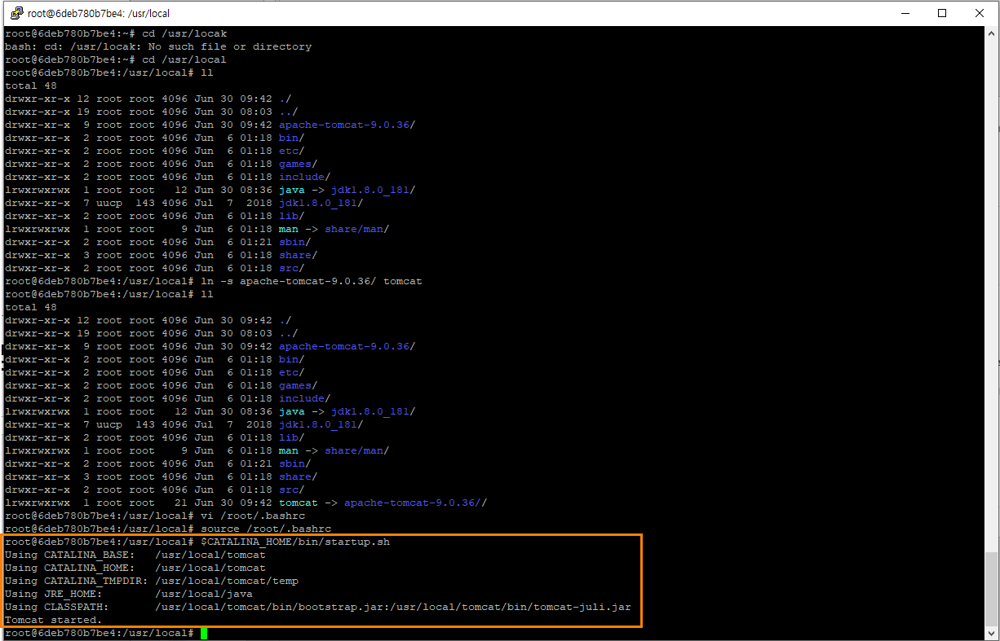 root@6deb780b7be4: /usr/local
root@6deb780b7be4:~# cd /usr/locak
bash: cd: /usr/locak: No such file or directory
root@6deb780b7be4:~# cd /usr/local
root@6deb780b7be4:/usr/local# ll
total 48
drwxr-xr-x 12 root root 4096 Jun 30 09:42 ./
drwxr-xr-x 19 root root 4096 Jun 30 08:03 ../
drwxr-xr-x  9 root root 4096 Jun 30 09:42 apache-tomcat-9.0.36/
drwxr-xr-x  2 root root 4096 Jun  6 01:18 bin/
drwxr-xr-x  2 root root 4096 Jun  6 01:18 etc/
drwxr-xr-x  2 root root 4096 Jun  6 01:18 games/
drwxr-xr-x  2 root root 4096 Jun  6 01:18 include/
lrwxrwxrwx  1 root root   12 Jun 30 08:36 java -> jdk1.8.0_181/
drwxr-xr-x  7 uucp  143 4096 Jul  7  2018 jdk1.8.0_181/
drwxr-xr-x  2 root root 4096 Jun  6 01:18 lib/
lrwxrwxrwx  1 root root    9 Jun  6 01:18 man -> share/man/
drwxr-xr-x  2 root root 4096 Jun  6 01:21 sbin/
drwxr-xr-x  3 root root 4096 Jun  6 01:18 share/
drwxr-xr-x  2 root root 4096 Jun  6 01:18 src/
root@6deb780b7be4:/usr/local# ln -s apache-tomcat-9.0.36/ tomcat
root@6deb780b7be4:/usr/local# ll
total 48
drwxr-xr-x 12 root root 4096 Jun 30 09:42 ./
drwxr-xr-x 19 root root 4096 Jun 30 08:03 ../
drwxr-xr-x  9 root root 4096 Jun 30 09:42 apache-tomcat-9.0.36/
drwxr-xr-x  2 root root 4096 Jun  6 01:18 bin/
drwxr-xr-x  2 root root 4096 Jun  6 01:18 etc/
drwxr-xr-x  2 root root 4096 Jun  6 01:18 games/
drwxr-xr-x  2 root root 4096 Jun  6 01:18 include/
lrwxrwxrwx  1 root root   12 Jun 30 08:36 java -> jdk1.8.0_181/
drwxr-xr-x  7 uucp  143 4096 Jul  7  2018 jdk1.8.0_181/
drwxr-xr-x  2 root root 4096 Jun  6 01:18 lib/
lrwxrwxrwx  1 root root    9 Jun  6 01:18 man -> share/man/
drwxr-xr-x  2 root root 4096 Jun  6 01:21 sbin/
drwxr-xr-x  3 root root 4096 Jun  6 01:18 share/
drwxr-xr-x  2 root root 4096 Jun  6 01:18 src/
lrwxrwxrwx  1 root root   21 Jun 30 09:42 tomcat -> apache-tomcat-9.0.36//
root@6deb780b7be4:/usr/local# vi /root/.bashrc
root@6deb780b7be4:/usr/local# source /root/.bashrc
root@6deb780b7be4:/usr/local# $CATALINA_HOME/bin/startup.sh
Using CATALINA_BASE:   /usr/local/tomcat
Using CATALINA_HOME:   /usr/local/tomcat
Using CATALINA_TMPDIR: /usr/local/tomcat/temp
Using JRE_HOME:        /usr/local/java
Using CLASSPATH:       /usr/local/tomcat/bin/bootstrap.jar:/usr/local/tomcat/bin/tomcat-juli.jar
Tomcat started.
root@6deb780b7be4:/usr/local#